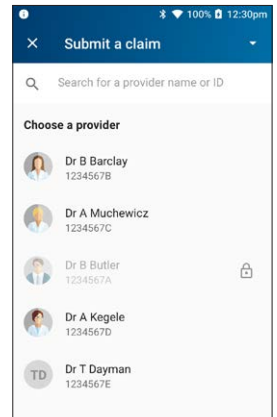 100% 12:30pm
Submit a claim
Search for a provider name or ID
Choose a provider
Dr B Barclay
1234567B
Dr A Muchewicz
1234567C
Dr B Butler
1234567A
Dr A Kegele
1234567D
TD Dr T Dayman
1234567E